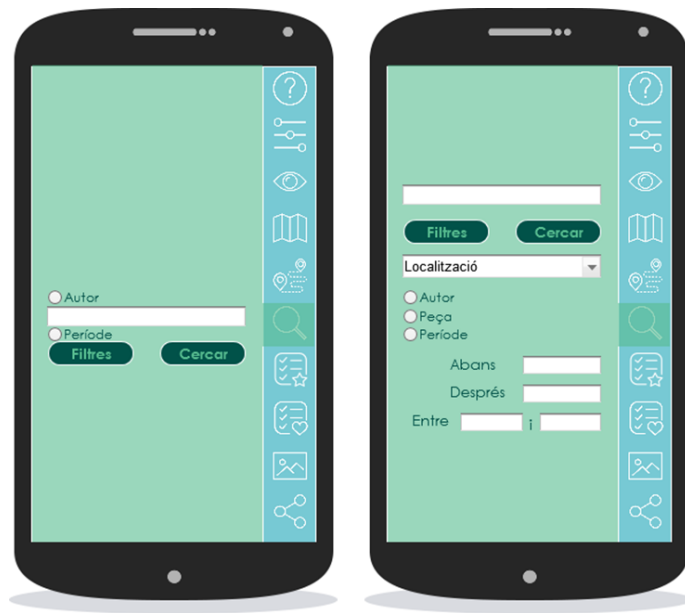 Autor
Període
Filtres Cercar
Filtres Cercar
Localització
Autor
Peça
Període
Abans
Després
Entre i